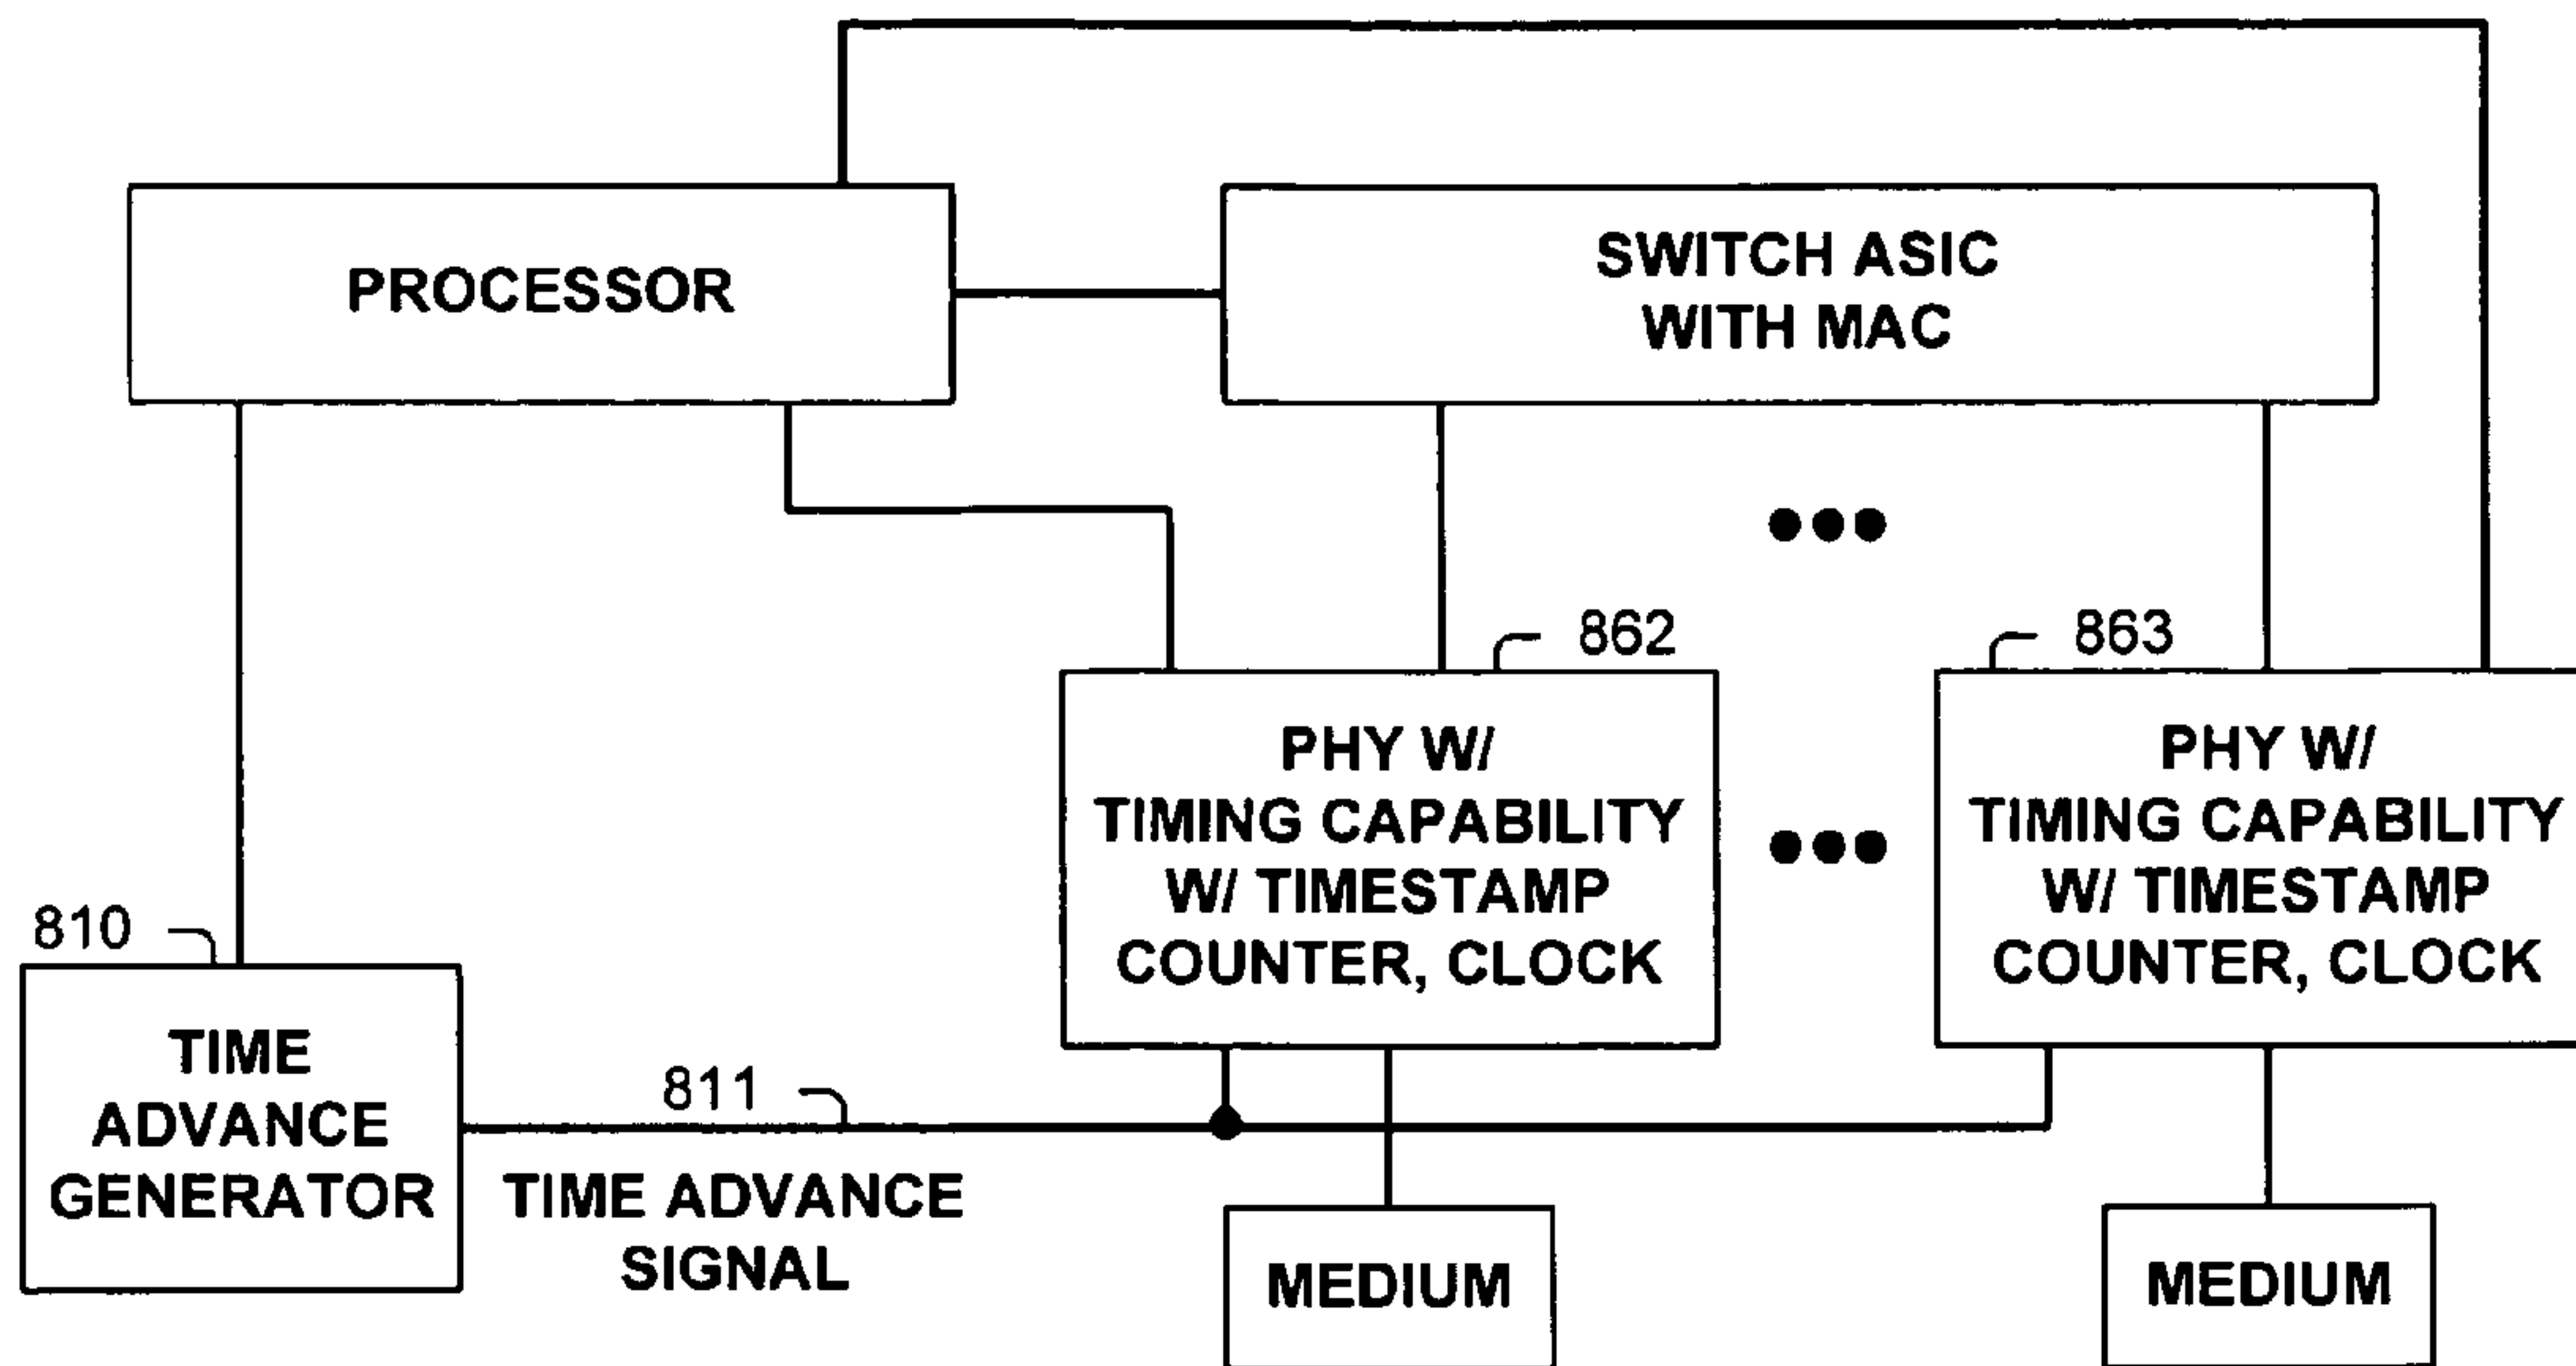 PROCESSOR
SWITCH ASIC
WITH MAC
862
863
PHY W/
TIMING CAPABILITY
W/ TIMESTAMP
COUNTER, CLOCK
PHY W/
TIMING CAPABILITY
W/ TIMESTAMP
COUNTER, CLOCK
810
TIME
ADVANCE
GENERATOR
811
TIME ADVANCE
SIGNAL
MEDIUM
MEDIUM